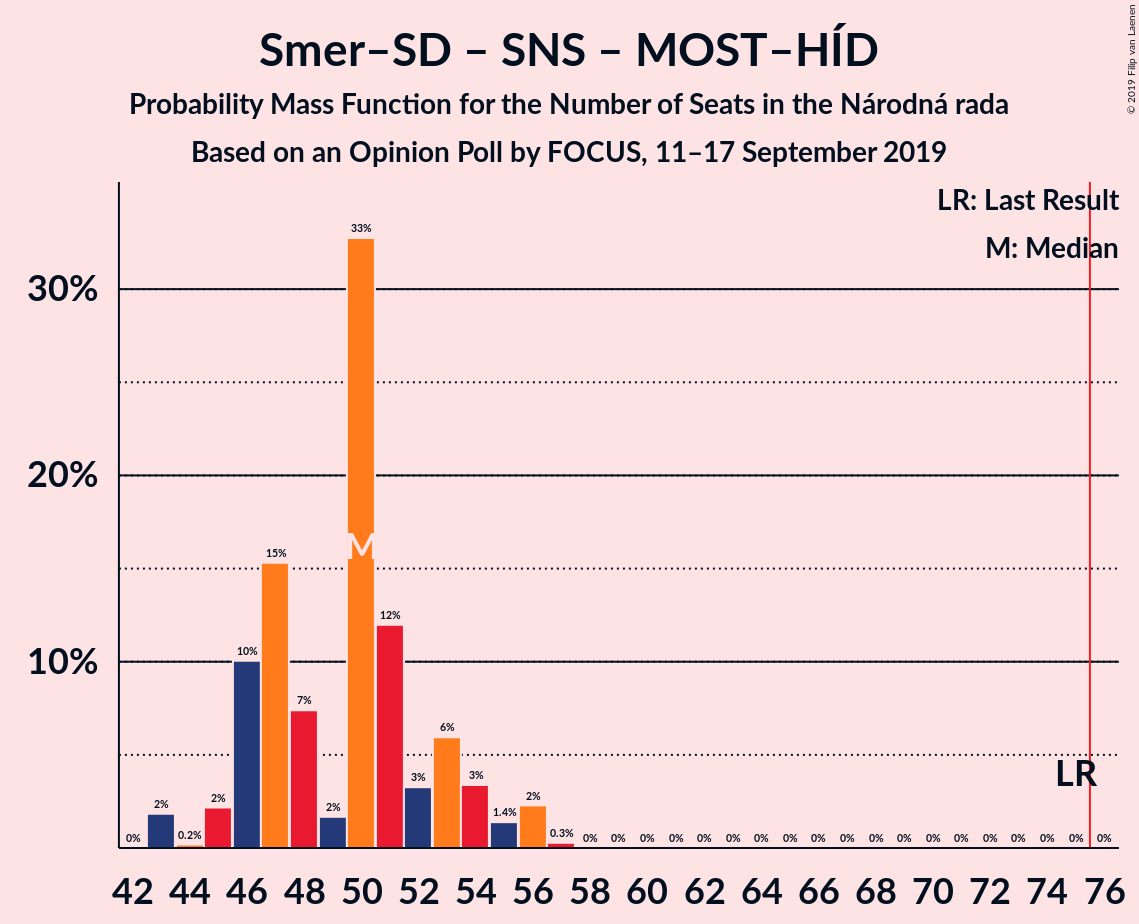 © 2019 Filip van Laenen
Smer–SD – SNS – MOST–HÍD
Probability Mass Function for the Number of Seats in the Národná rada
Based on an Opinion Poll by FOCUS, 11–17 September 2019
LR: Last Result
M: Median
30%
20%
10%
0% 2% 0.2% 2% 10% 15% 7% 2% 33% 12% 3% 6% 3% 1.4% 2% 0.3% 0% 0% 0% 0% 0% 0% 0% 0% 0% 0% 0% 0% 0% 0% 0% 0% 0% 0% 0%
M
LR
42 44 46 48 50 52 54 56 58 60 62 64 66 68 70 72 74 76